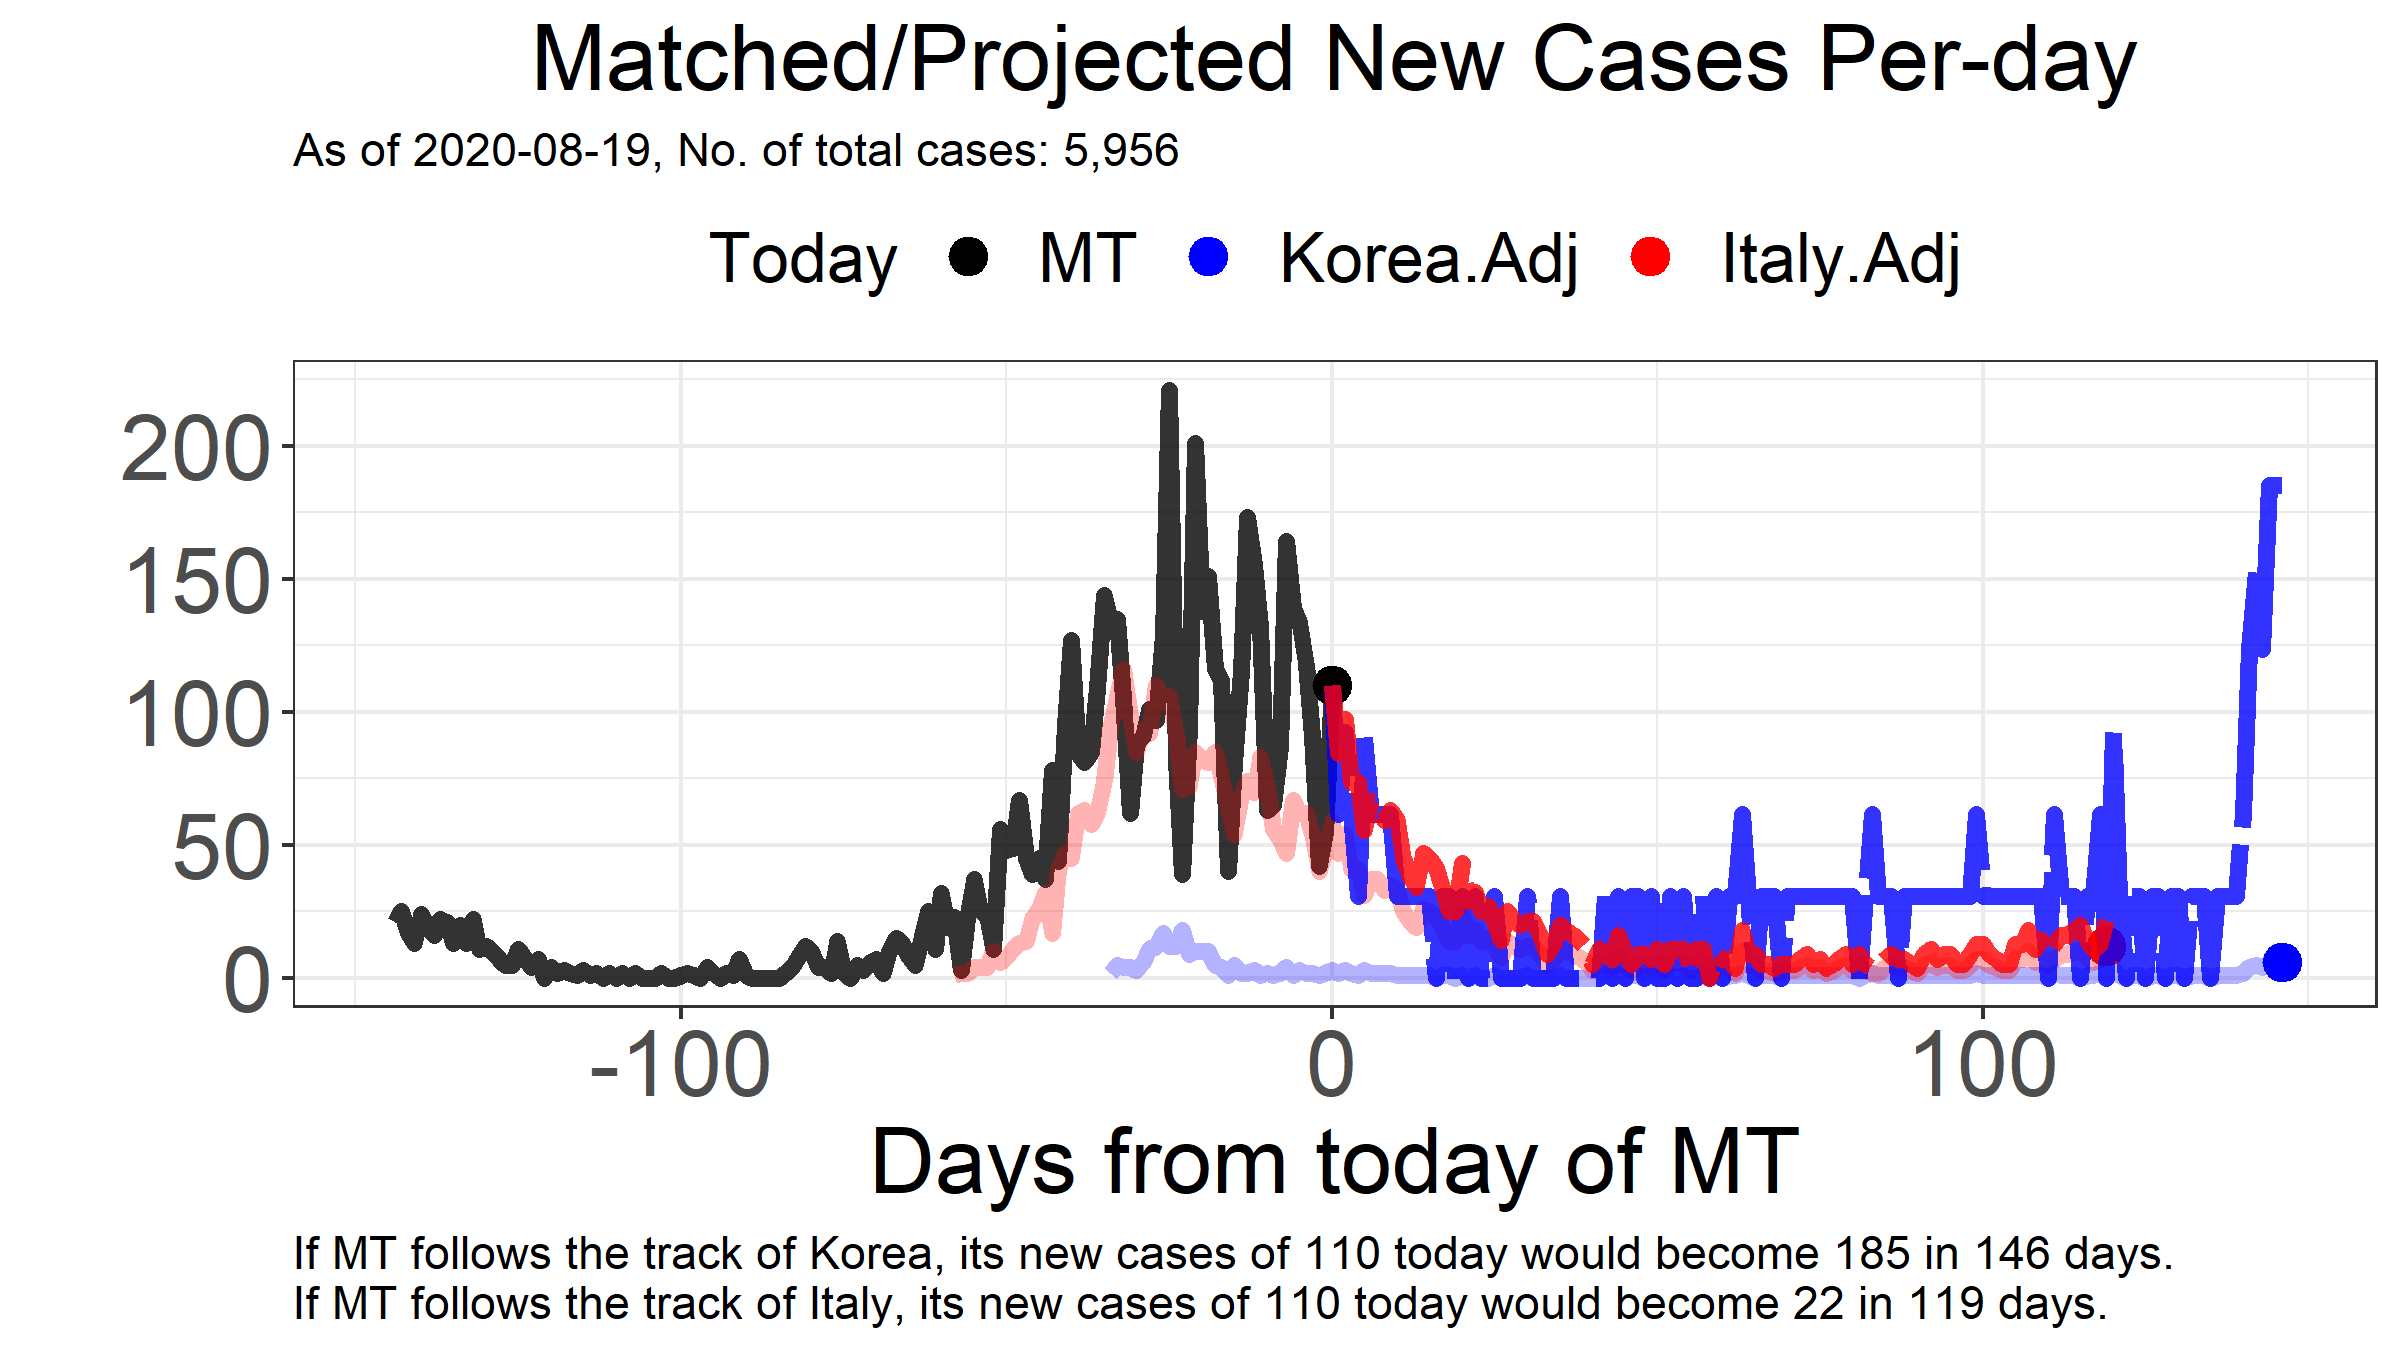 Matched/Projected New Cases Per-day
As of 2020-08-19, No. of total cases: 5,956
Today MT Korea.Adj Italy.Adj
200
150
100
50
0
-100 0 100
Days from today of MT
If MT follows the track of Korea, its new cases of 110 today would become 185 in 146 days.
If MT follows the track of Italy, its new cases of 110 today would become 22 in 119 days.